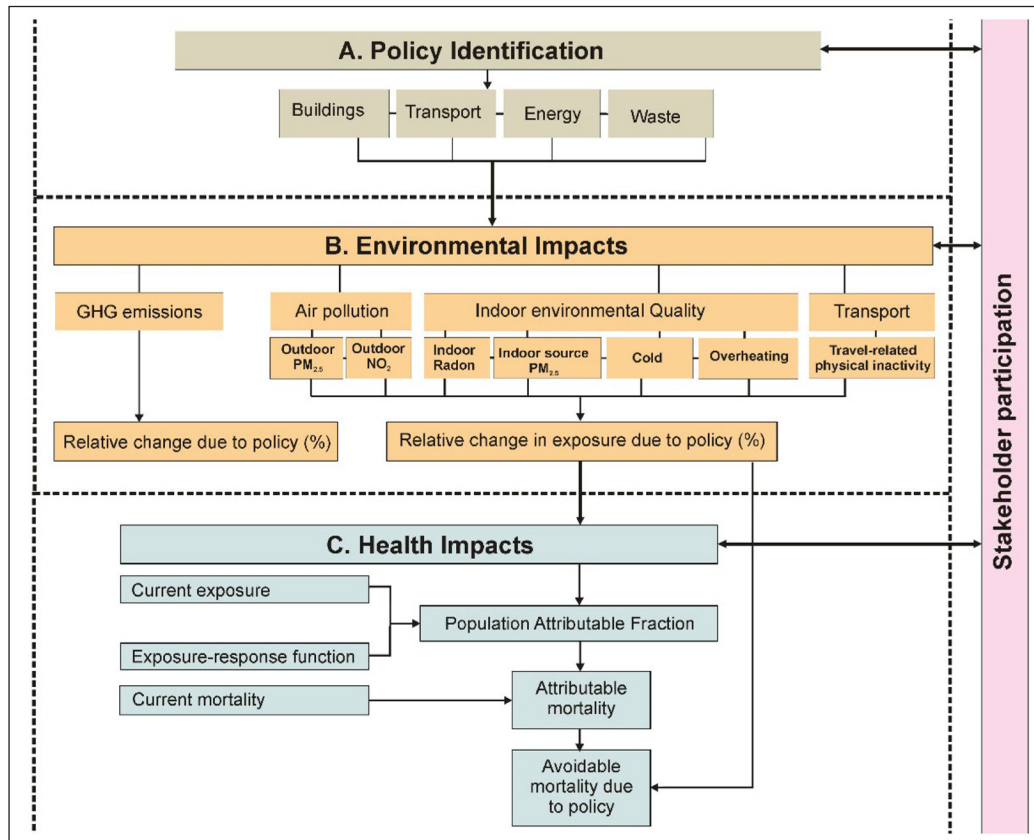 A. Policy Identification
Buildings
Transport
Energy
Waste
B. Environmental Impacts
GHG emissions
Air pollution
Indoor environmental Quality
Transport
Outdoor
PM₂.₅
Outdoor
NO₂
Indoor
Radon
Indoor source
PM₂.₅
Cold
Overheating
Travel-related
physical inactivity
Relative change due to policy (%)
Relative change in exposure due to policy (%)
C. Health Impacts
Current exposure
Population Attributable Fraction
Exposure-response function
Current mortality
Attributable
mortality
Avoidable
mortality due
to policy
Stakeholder participation